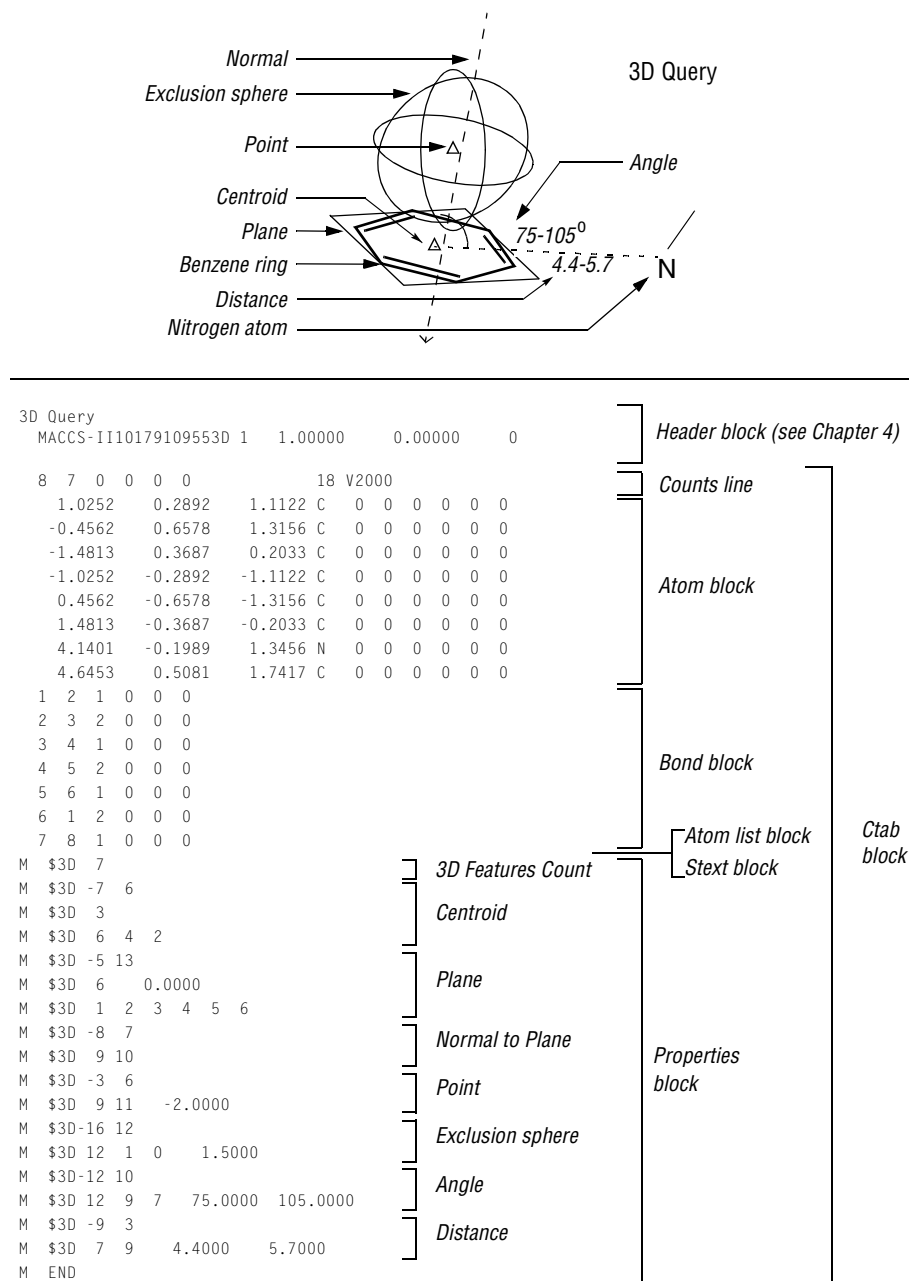 Normal
3D Query
Exclusion sphere
Point
Angle
Centroid
Plane
75-105⁰
Benzene ring
4.4-5.7
N
Distance
Nitrogen atom
3D Query
MACCS-II10179109553D 1   1.00000     0.00000     0
Header block (see Chapter 4)
8  7  0  0  0  0              18 V2000
Counts line
1.0252    0.2892    1.1122 C   0  0  0  0  0  0
-0.4562    0.6578    1.3156 C   0  0  0  0  0  0
-1.4813    0.3687    0.2033 C   0  0  0  0  0  0
-1.0252   -0.2892   -1.1122 C   0  0  0  0  0  0
Atom block
0.4562   -0.6578   -1.3156 C   0  0  0  0  0  0
1.4813   -0.3687   -0.2033 C   0  0  0  0  0  0
4.1401   -0.1989    1.3456 N   0  0  0  0  0  0
4.6453    0.5081    1.7417 C   0  0  0  0  0  0
1  2  1  0  0  0
2  3  2  0  0  0
3  4  1  0  0  0
4  5  2  0  0  0
Bond block
5  6  1  0  0  0
6  1  2  0  0  0
7  8  1  0  0  0
Atom list block
Ctab
block
M  $3D  7
3D Features Count
Stext block
M  $3D -7  6
M  $3D  3
Centroid
M  $3D  6  4  2
M  $3D -5 13
M  $3D  6    0.0000
Plane
M  $3D  1  2  3  4  5  6
M  $3D -8  7
Normal to Plane
M  $3D  9 10
Properties
block
M  $3D -3  6
Point
M  $3D  9 11   -2.0000
M  $3D-16 12
Exclusion sphere
M  $3D 12  1  0    1.5000
M  $3D-12 10
Angle
M  $3D 12  9  7   75.0000  105.0000
M  $3D -9  3
Distance
M  $3D  7  9    4.4000    5.7000
M  END